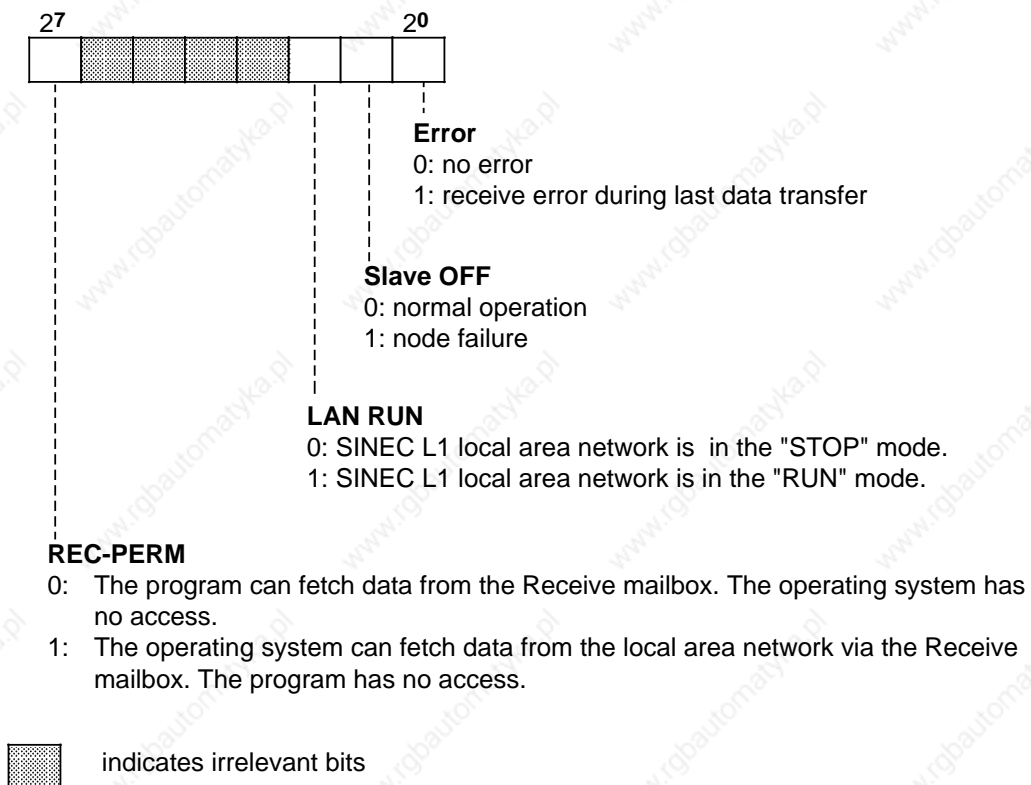 2⁷ 2⁰
Error
0: no error
1: receive error during last data transfer
Slave OFF
0: normal operation
1: node failure
LAN RUN
0: SINEC L1 local area network is in the "STOP" mode.
1: SINEC L1 local area network is in the "RUN" mode.
REC-PERM
0: The program can fetch data from the Receive mailbox. The operating system has
no access.
1: The operating system can fetch data from the local area network via the Receive
mailbox. The program has no access.
indicates irrelevant bits
www.rgbautomatyka.pl